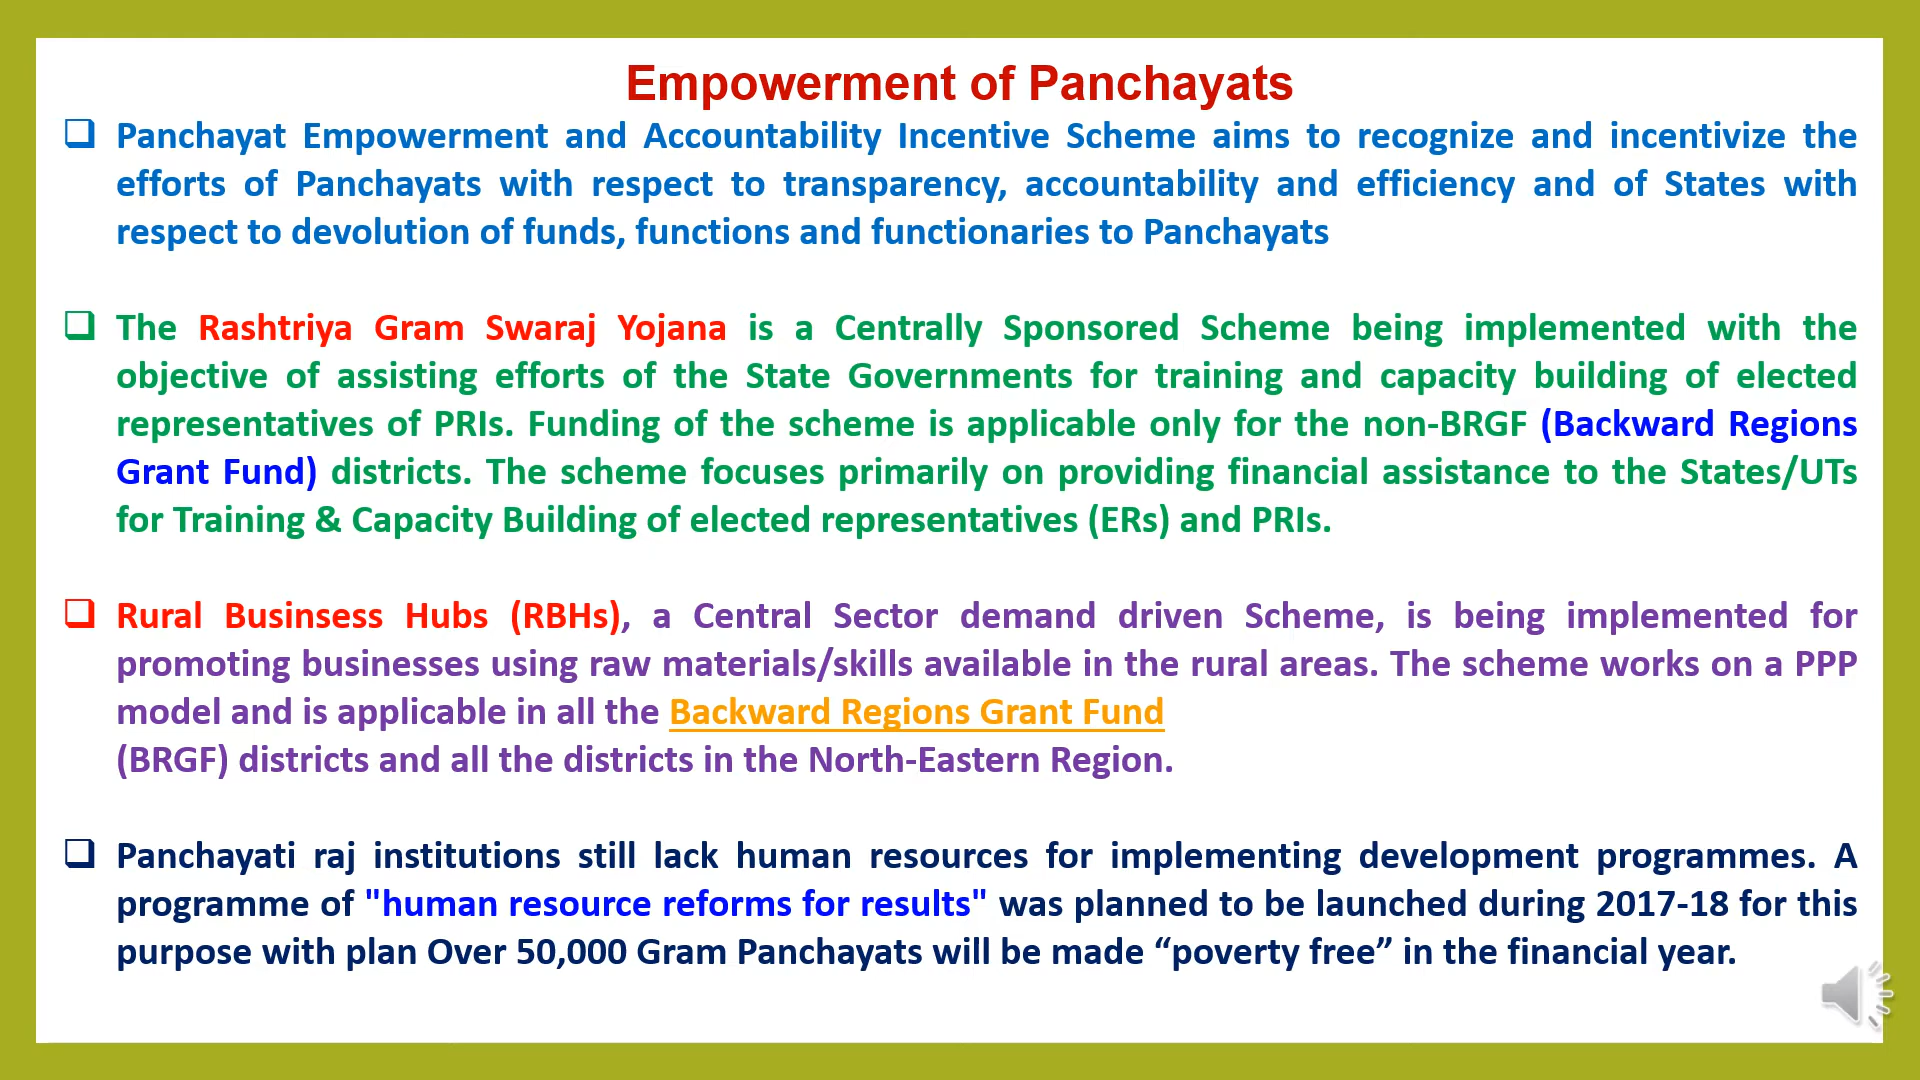 Empowerment of Panchayats
❑ Panchayat Empowerment and Accountability Incentive Scheme aims to recognize and incentivize the
efforts of Panchayats with respect to transparency, accountability and efficiency and of States with
respect to devolution of funds, functions and functionaries to Panchayats
❑ The Rashtriya Gram Swaraj Yojana is a Centrally Sponsored Scheme being implemented with the
objective of assisting efforts of the State Governments for training and capacity building of elected
representatives of PRIs. Funding of the scheme is applicable only for the non-BRGF (Backward Regions
Grant Fund) districts. The scheme focuses primarily on providing financial assistance to the States/UTs
for Training & Capacity Building of elected representatives (ERs) and PRIs.
❑ Rural Businsess Hubs (RBHs), a Central Sector demand driven Scheme, is being implemented for
promoting businesses using raw materials/skills available in the rural areas. The scheme works on a PPP
model and is applicable in all the Backward Regions Grant Fund
(BRGF) districts and all the districts in the North-Eastern Region.
❑ Panchayati raj institutions still lack human resources for implementing development programmes. A
programme of "human resource reforms for results" was planned to be launched during 2017-18 for this
purpose with plan Over 50,000 Gram Panchayats will be made “poverty free” in the financial year.